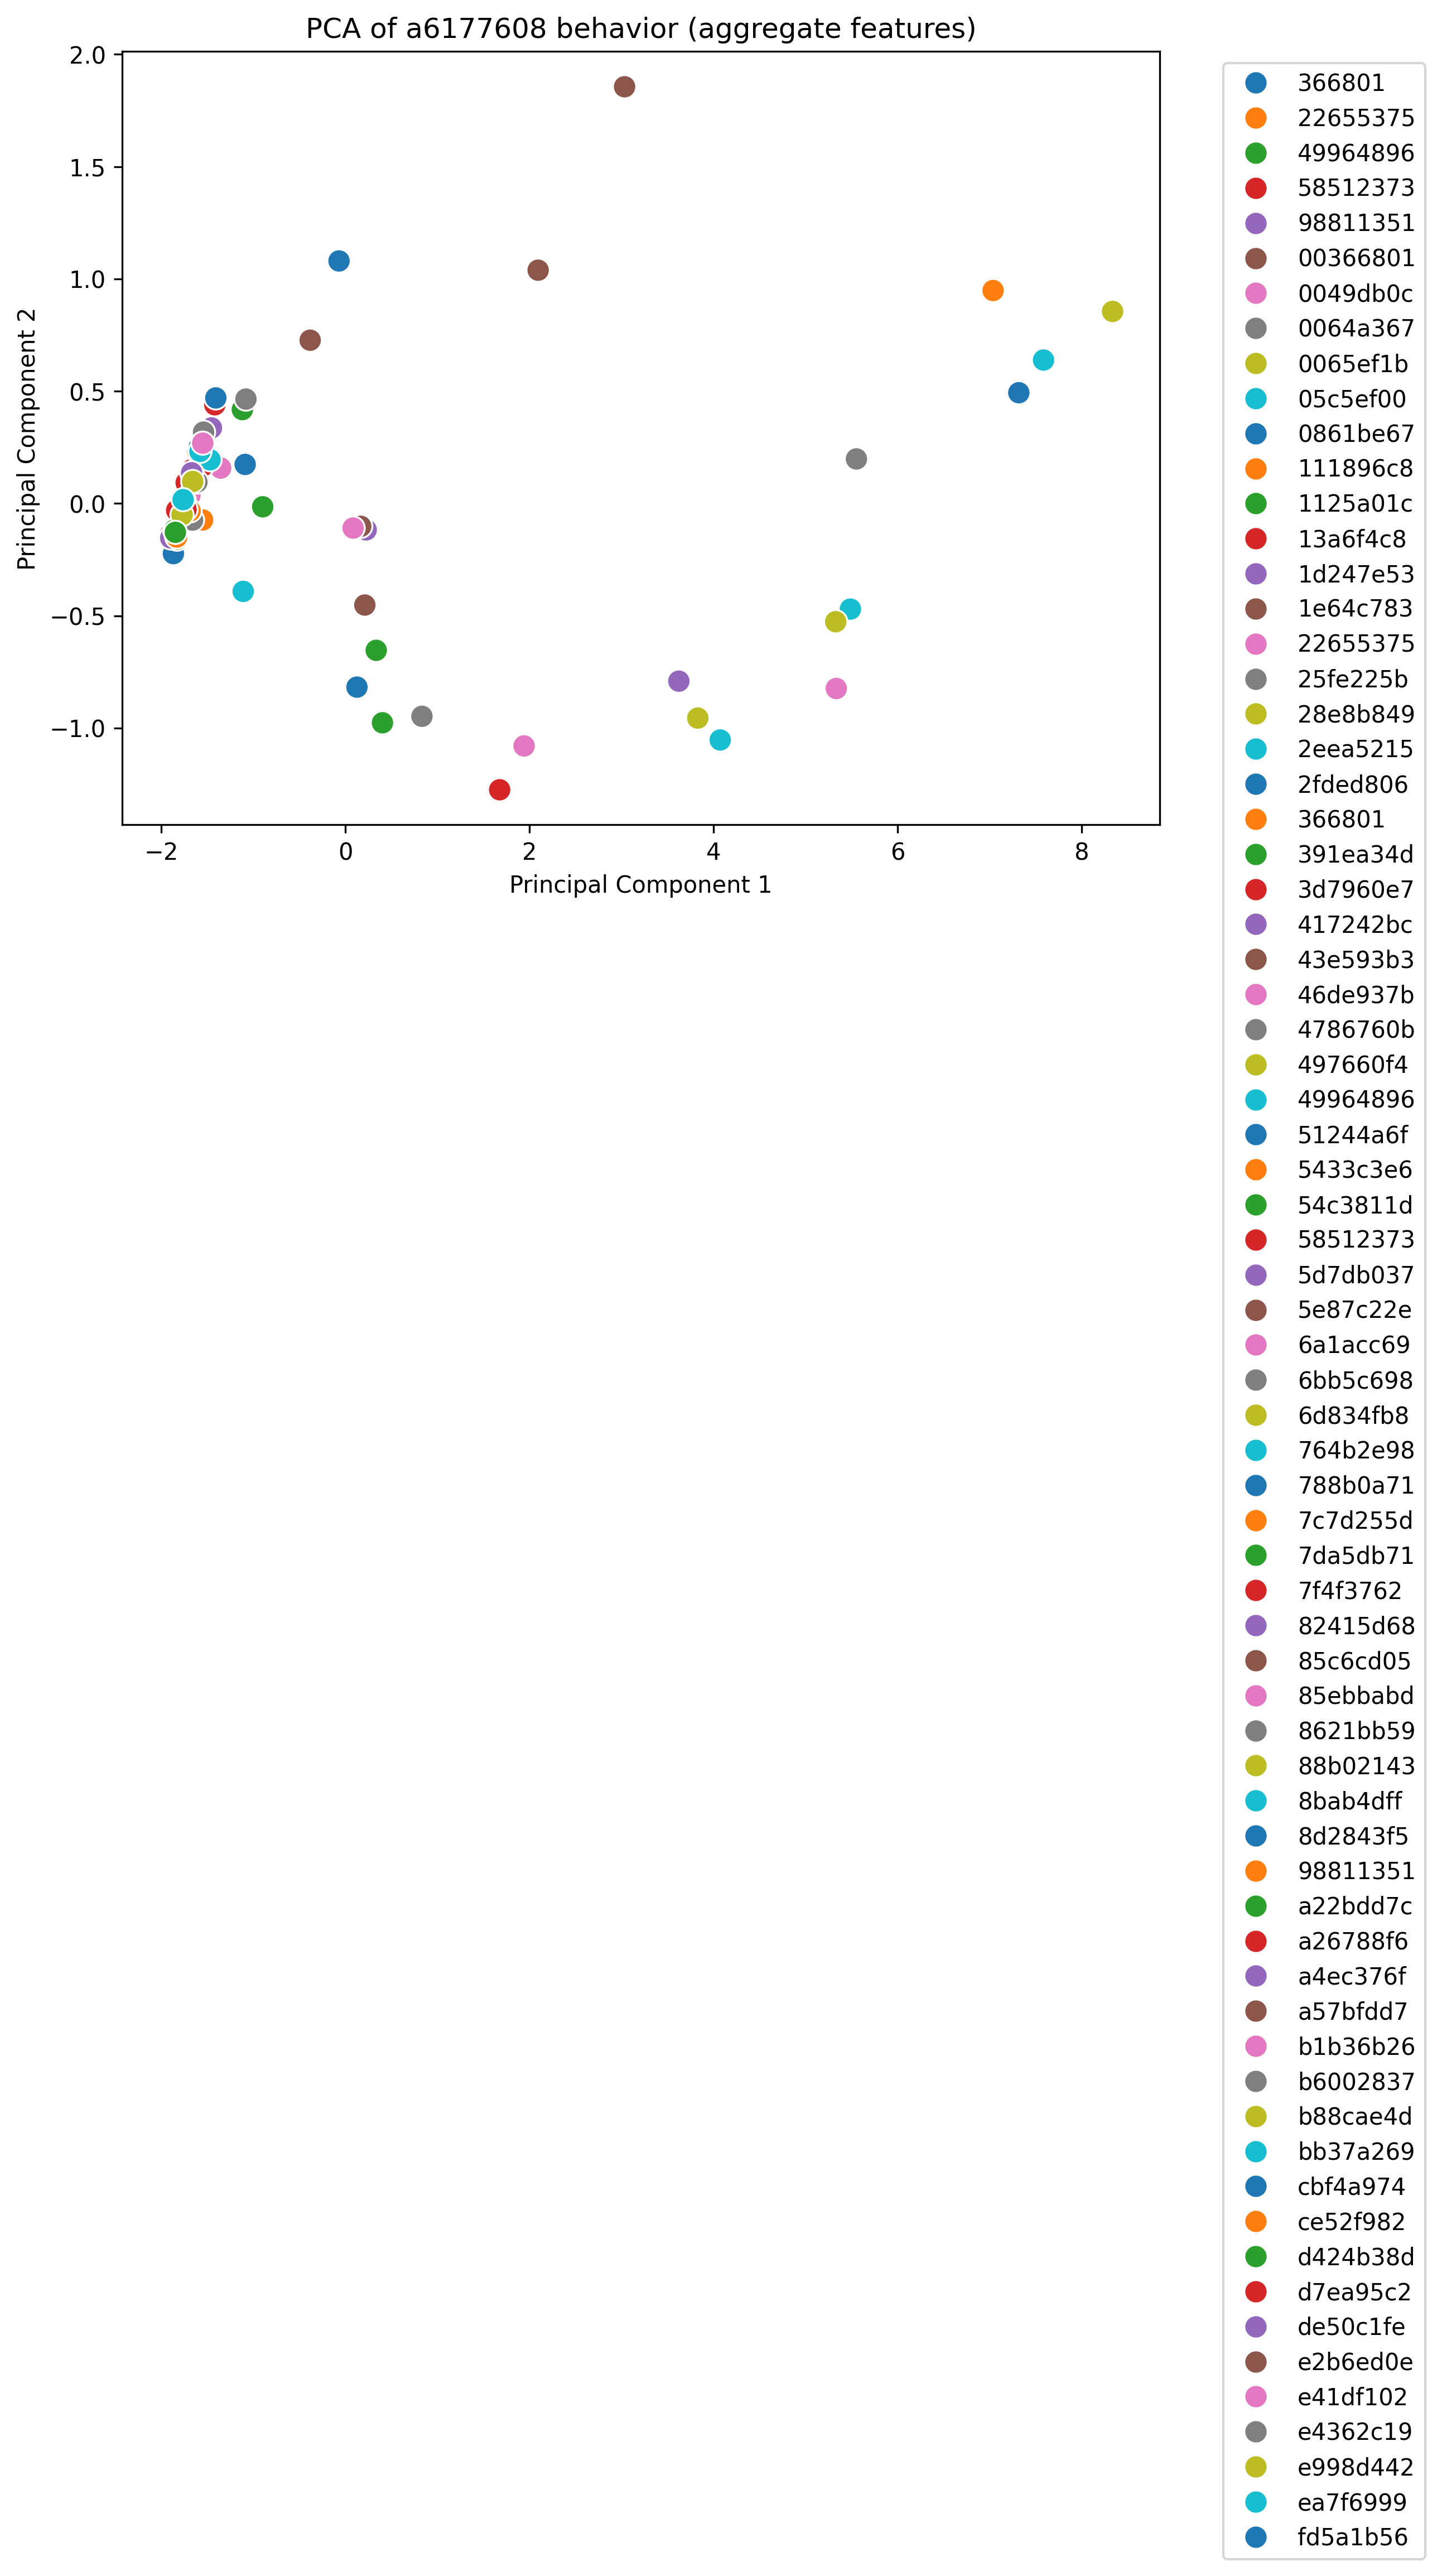 PCA of a6177608 behavior (aggregate features)
2.0
1.5
1.0
0.5
0.0
−0.5
−1.0
Principal Component 2
−2
0
2
4
6
8
Principal Component 1
366801
22655375
49964896
58512373
98811351
00366801
0049db0c
0064a367
0065ef1b
05c5ef00
0861be67
111896c8
1125a01c
13a6f4c8
1d247e53
1e64c783
22655375
25fe225b
28e8b849
2eea5215
2fded806
366801
391ea34d
3d7960e7
417242bc
43e593b3
46de937b
4786760b
497660f4
49964896
51244a6f
5433c3e6
54c3811d
58512373
5d7db037
5e87c22e
6a1acc69
6bb5c698
6d834fb8
764b2e98
788b0a71
7c7d255d
7da5db71
7f4f3762
82415d68
85c6cd05
85ebbabd
8621bb59
88b02143
8bab4dff
8d2843f5
98811351
a22bdd7c
a26788f6
a4ec376f
a57bfdd7
b1b36b26
b6002837
b88cae4d
bb37a269
cbf4a974
ce52f982
d424b38d
d7ea95c2
de50c1fe
e2b6ed0e
e41df102
e4362c19
e998d442
ea7f6999
fd5a1b56